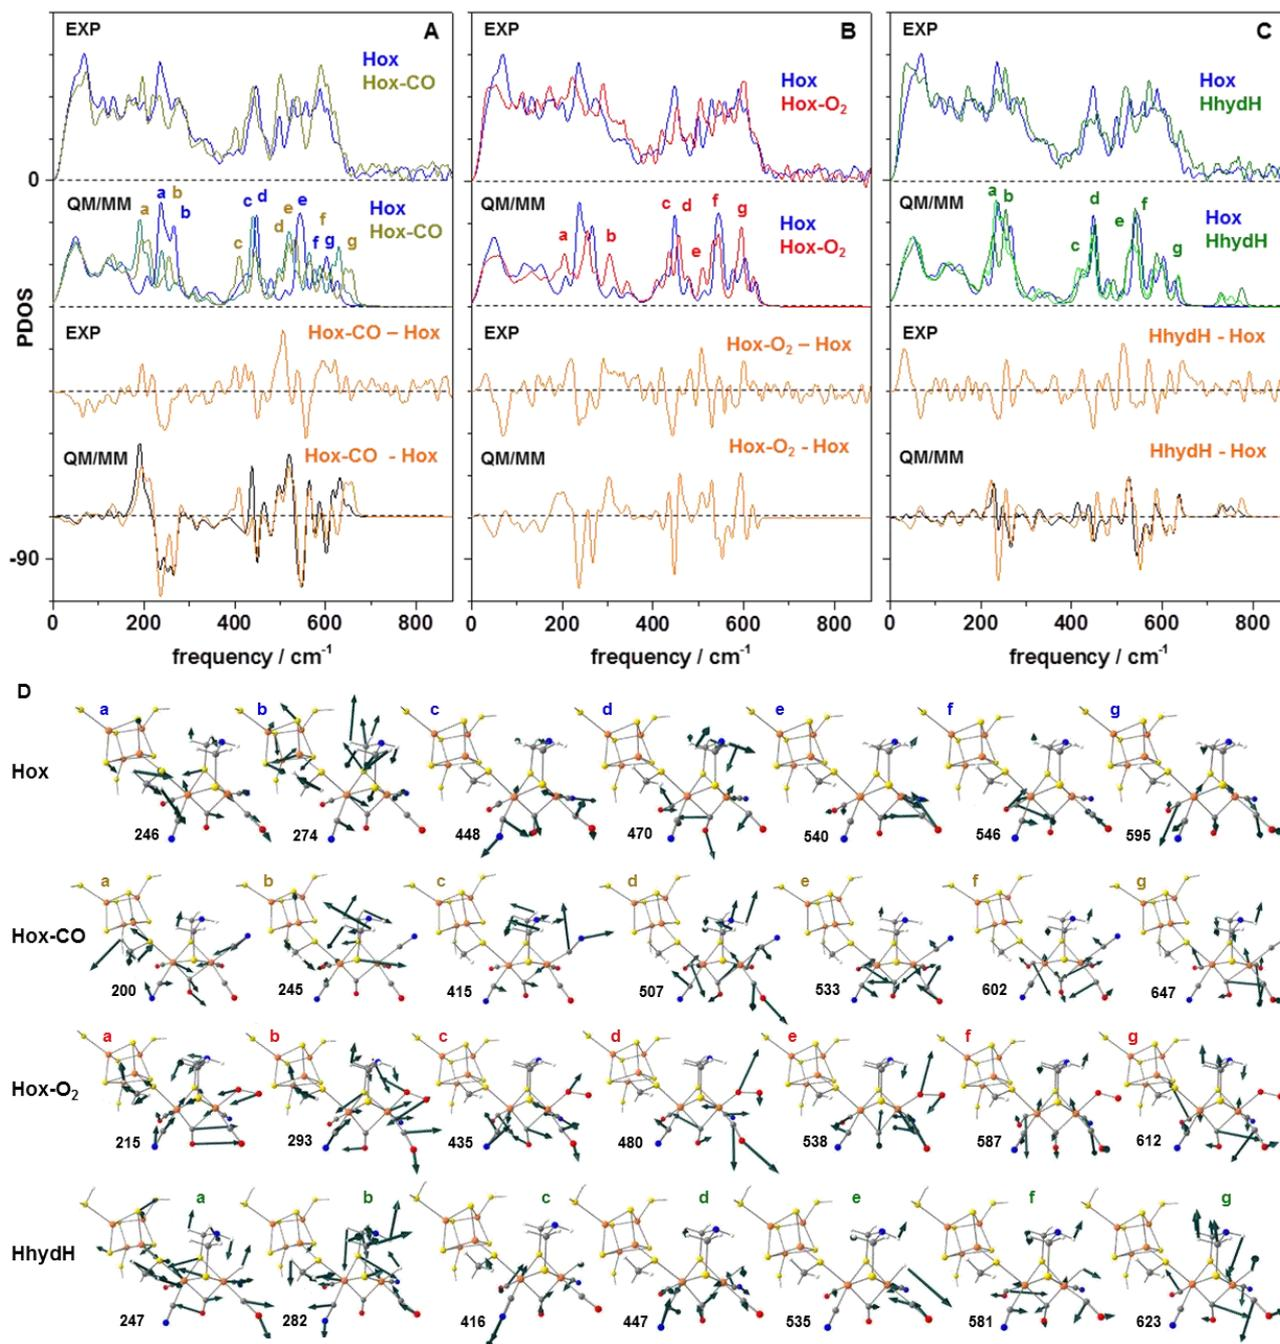 EXP A
Hox
Hox-CO
EXP B
Hox
Hox-O2
EXP C
Hox
HhydH
0
QM/MM a a b b c d d e e f f g g c
Hox
Hox-CO
QM/MM a b c d e f g
Hox
Hox-O2
QM/MM a b c d e f g
Hox
HhydH
PDOS
EXP Hox-CO – Hox
EXP Hox-O2 – Hox
EXP HhydH - Hox
QM/MM Hox-CO - Hox
QM/MM Hox-O2 - Hox
QM/MM HhydH - Hox
-90
0 200 400 600 800
0 200 400 600 800
0 200 400 600 800
frequency / cm-1
frequency / cm-1
frequency / cm-1
D
a b c d e f g
Hox
246 274 448 470 540 546 595
a b c d e f g
Hox-CO
200 245 415 507 533 602 647
a b c d e f g
Hox-O2
215 293 435 480 538 587 612
a b c d e f g
HhydH
247 282 416 447 535 581 623